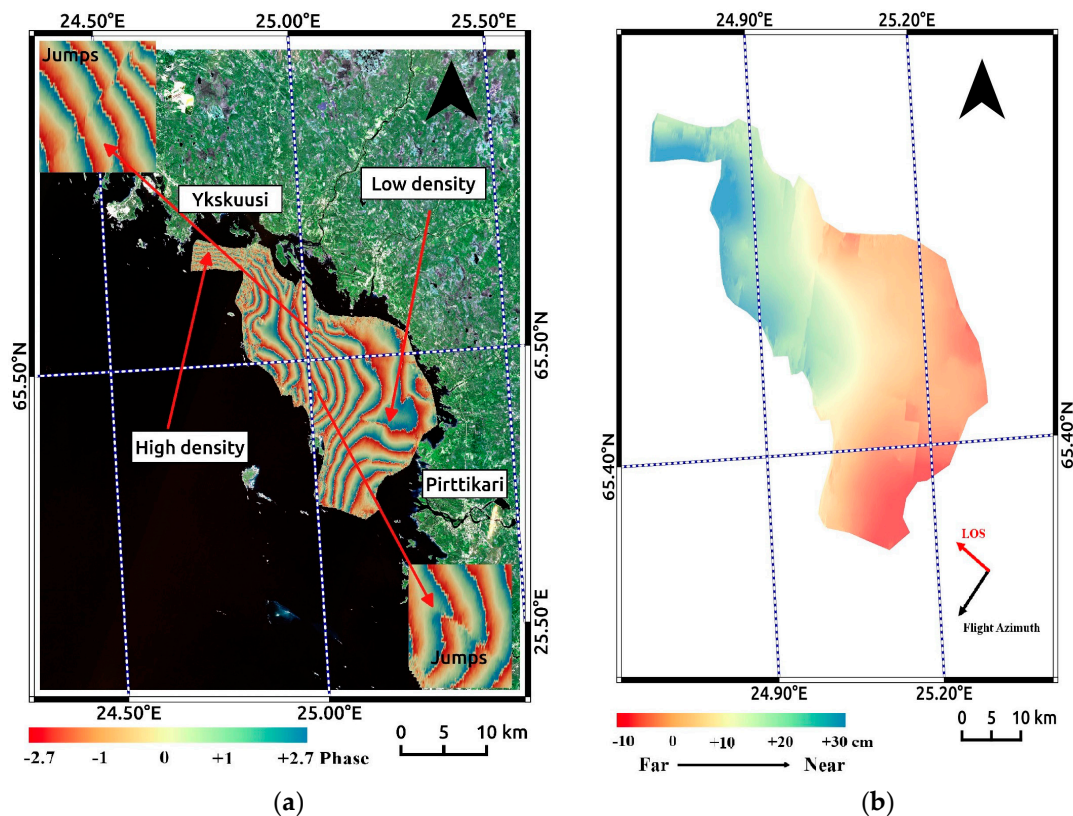 24.50°E
25.00°E
25.50°E
Jumps
Ykskuusi
Low density
65.50°N
65.50°N
High density
Pirttikari
Jumps
25.50°E
24.50°E
25.00°E
-2.7 -1 0 +1 +2.7 Phase
0 5 10 km
(a)
24.90°E
25.20°E
65.40°N
65.40°N
LOS
Flight Azimuth
24.90°E
25.20°E
-10 0 +10 +20 +30 cm
Far Near
0 5 10 km
(b)